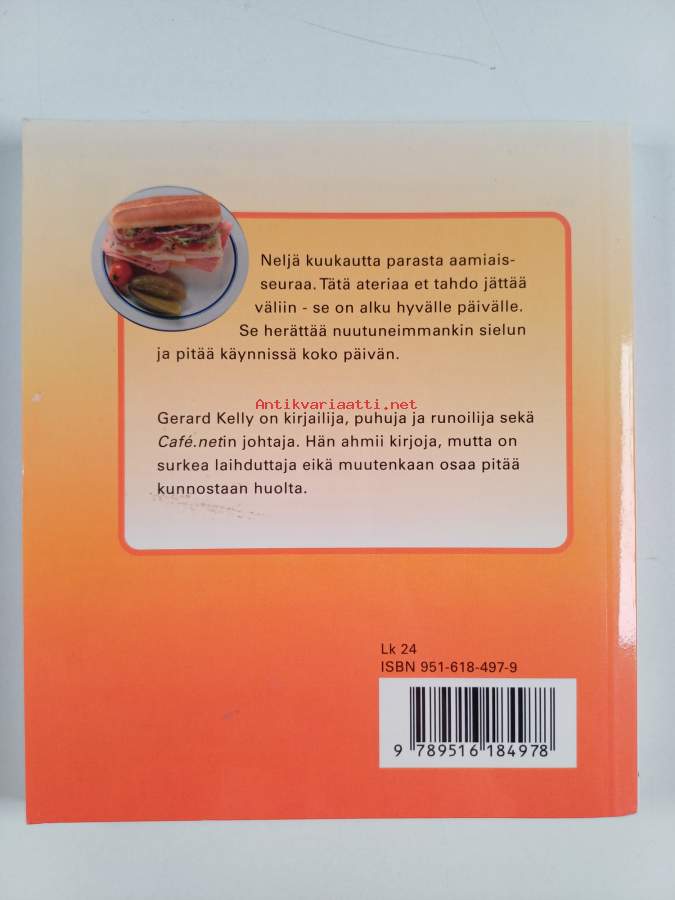 Neljä kuukautta parasta aamiais-
seuraa. Tätä ateriaa et tahdo jättää
väliin - se on alku hyvälle päivälle.
Se herättää nuutuneimmankin sielun
ja pitää käynnissä koko päivän.
Antikvariaatti.net
Gerard Kelly on kirjailija, puhuja ja runoilija sekä
Café.netin johtaja. Hän ahmii kirjoja, mutta on
surkea laihduttaja eikä muutenkaan osaa pitää
kunnostaan huolta.
Lk 24
ISBN 951-618-497-9
9 789516 184978